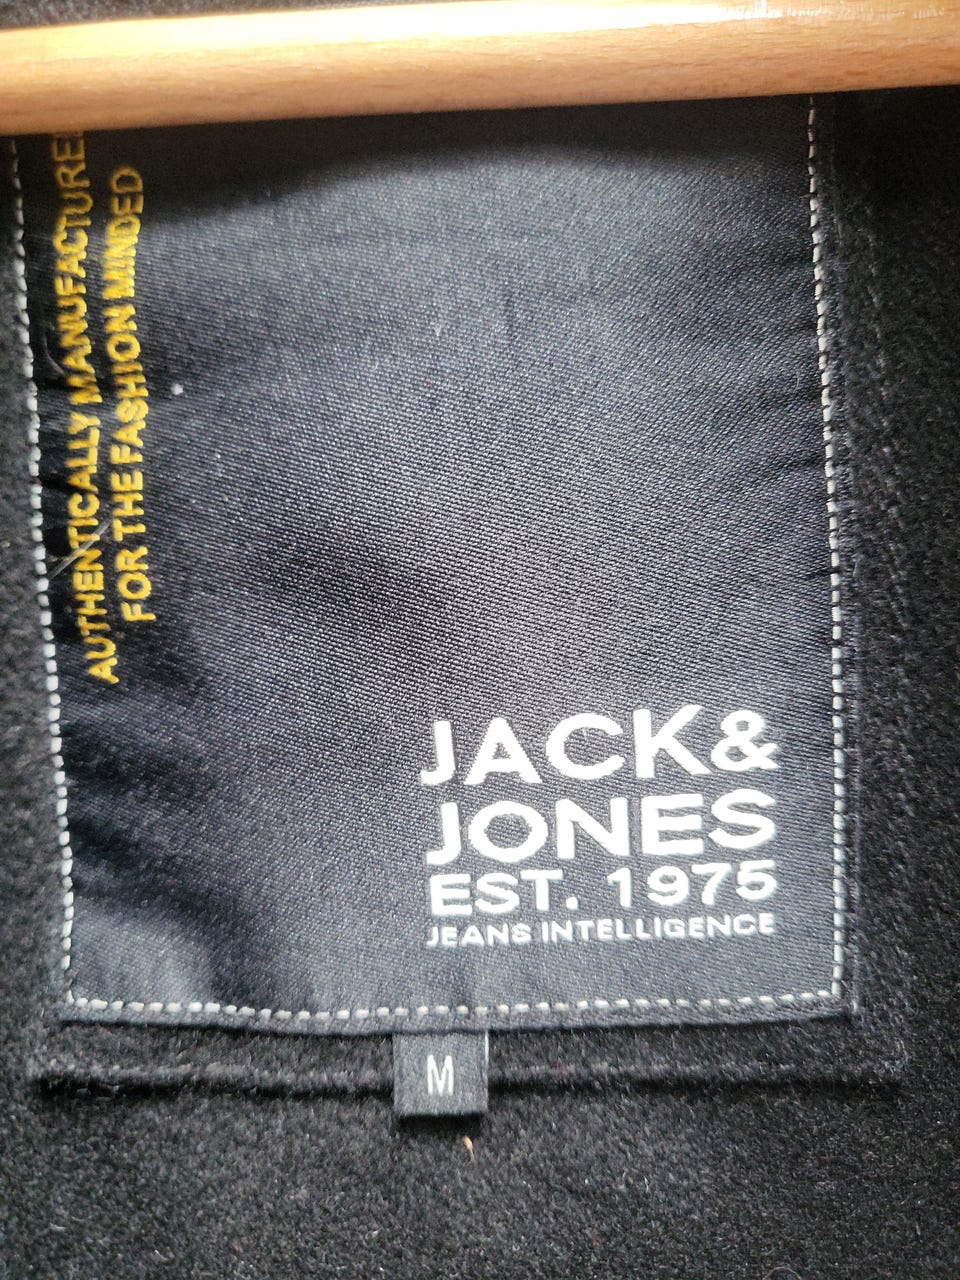 AUTHENTICALLY MANUFACTURED
FOR THE FASHION MINDED
JACK&
JONES
EST. 1975
JEANS INTELLIGENCE
M